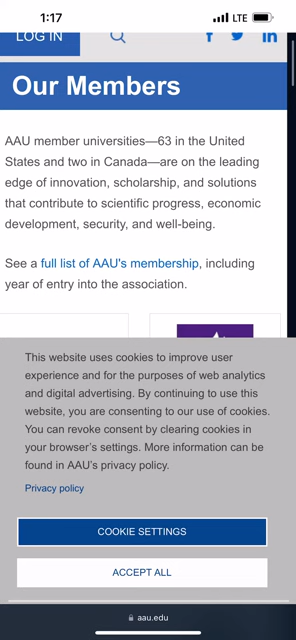 1:17
LTE
LOG IN
Our Members
AAU member universities—63 in the United
States and two in Canada—are on the leading
edge of innovation, scholarship, and solutions
that contribute to scientific progress, economic
development, security, and well-being.
See a full list of AAU's membership, including
year of entry into the association.
This website uses cookies to improve user
experience and for the purposes of web analytics
and digital advertising. By continuing to use this
website, you are consenting to our use of cookies.
You can revoke consent by clearing cookies in
your browser's settings. More information can be
found in AAU's privacy policy.
Privacy policy
COOKIE SETTINGS
ACCEPT ALL
aau.edu